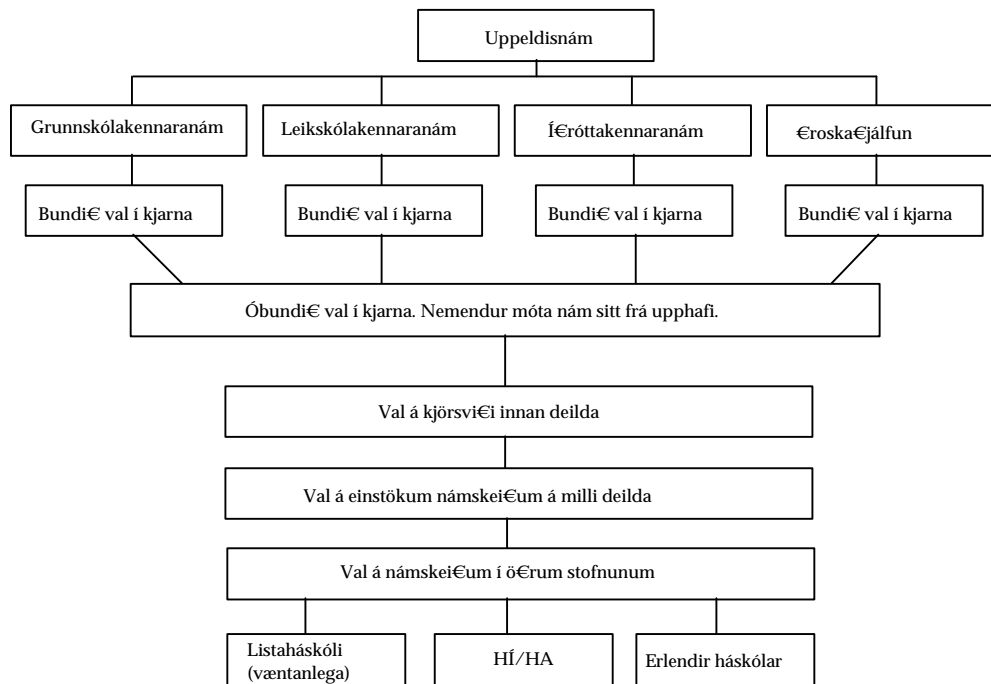 Uppeldisnám
Grunnskólakennaranám
Leikskólakennaranám
Í€róttakennaranám
€roska€jálfun
Bundi€ val í kjarna
Bundi€ val í kjarna
Bundi€ val í kjarna
Bundi€ val í kjarna
Óbundi€ val í kjarna. Nemendur móta nám sitt frá upphafi.
Val á kjörsvi€i innan deilda
Val á einstökum námskei€um á milli deilda
Val á námskei€um í ö€rum stofnunum
Listaháskóli
(væntanlega)
HÍ/HA
Erlendir háskólar